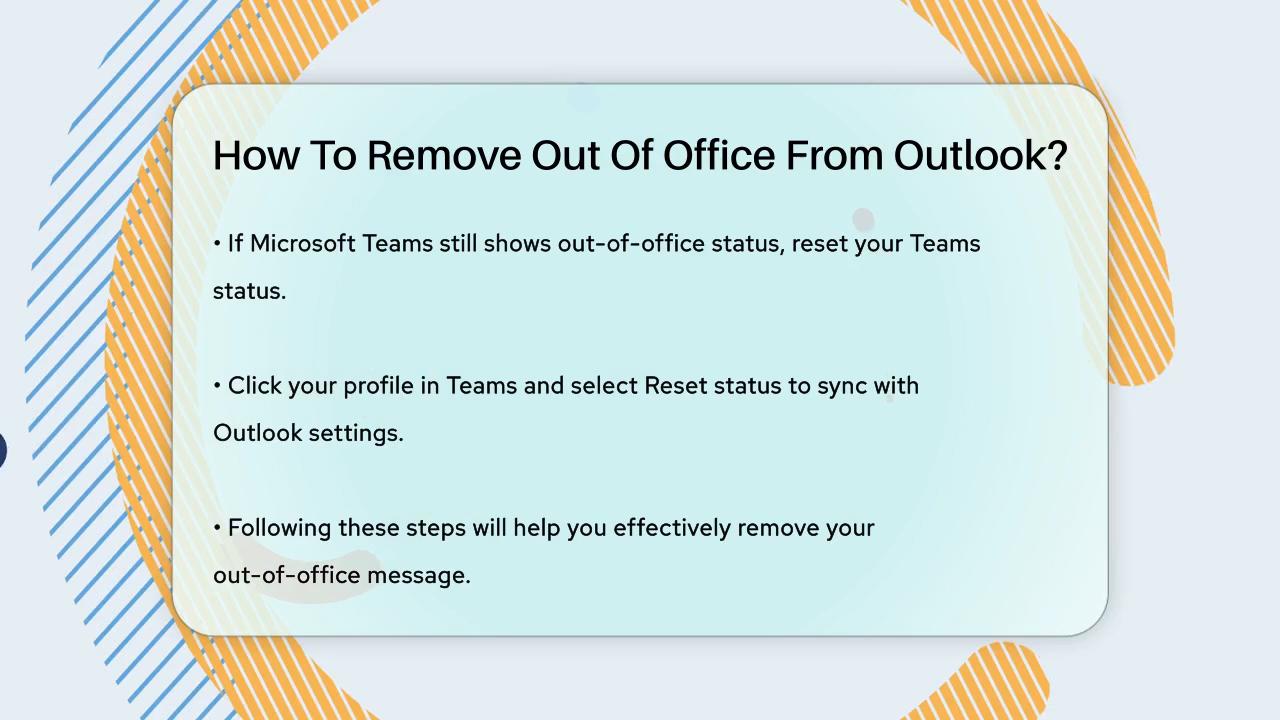 How To Remove Out Of Office From Outlook?
• If Microsoft Teams still shows out-of-office status, reset your Teams
status.
• Click your profile in Teams and select Reset status to sync with
Outlook settings.
• Following these steps will help you effectively remove your
out-of-office message.